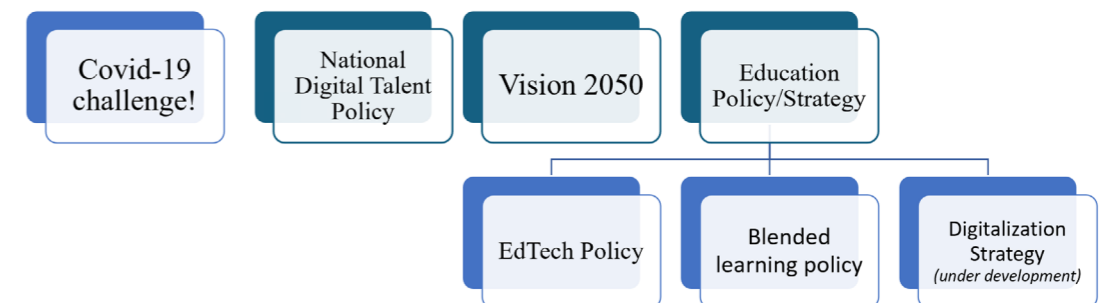 Covid-19
challenge!
National
Digital Talent
Policy
Vision 2050
Education
Policy/Strategy
EdTech Policy
Blended
learning policy
Digitalization
Strategy
(under development)